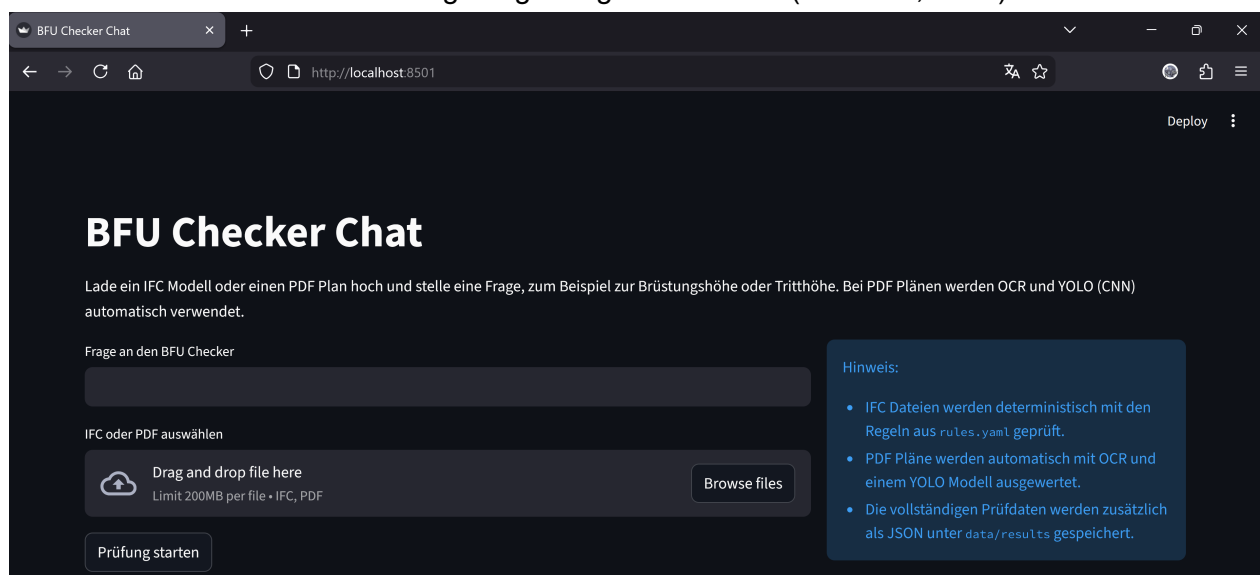 BFU Checker Chat
http://localhost:8501
Deploy
BFU Checker Chat
Lade ein IFC Modell oder einen PDF Plan hoch und stelle eine Frage, zum Beispiel zur Brüstungshöhe oder Tritthöhe. Bei PDF Plänen werden OCR und YOLO (CNN)
automatisch verwendet.
Frage an den BFU Checker
IFC oder PDF auswählen
Drag and drop file here
Limit 200MB per file • IFC, PDF
Browse files
Prüfung starten
Hinweis:
• IFC Dateien werden deterministisch mit den
Regeln aus rules.yaml geprüft.
• PDF Pläne werden automatisch mit OCR und
einem YOLO Modell ausgewertet.
• Die vollständigen Prüfdaten werden zusätzlich
als JSON unter data/results gespeichert.